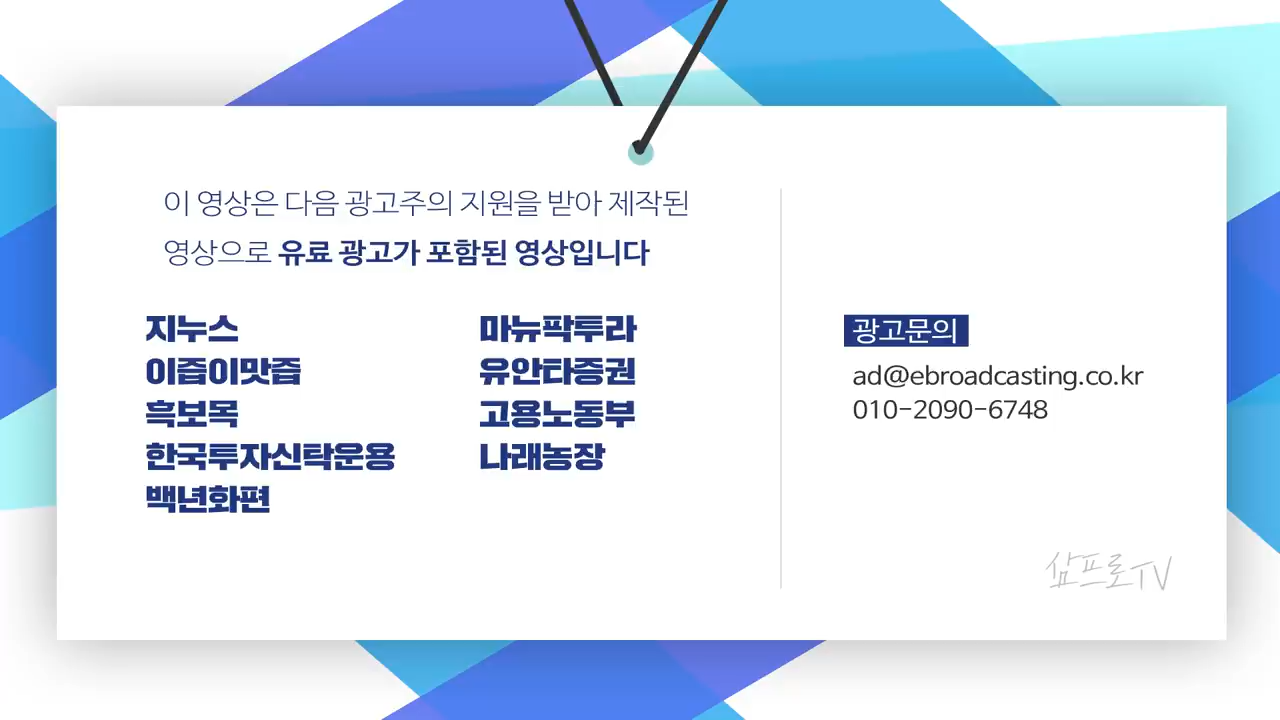 이 영상은 다음 광고주의 지원을 받아 제작된
영상으로 유료 광고가 포함된 영상입니다
지누스
이즙이맛즙
흑보목
한국투자신탁운용
백년화편
마뉴팍투라
유안타증권
고용노동부
나래농장
광고문의
ad@ebroadcasting.co.kr
010-2090-6748
삼프로TV